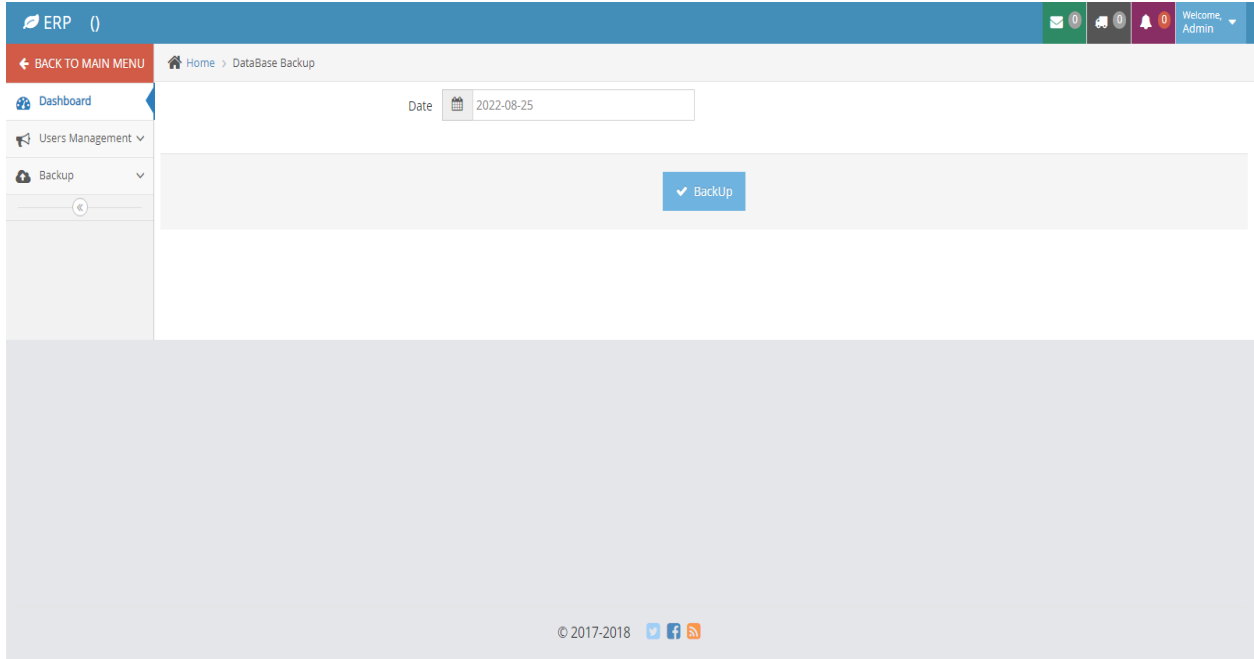 ERP ()
0 0 0 Welcome, Admin
BACK TO MAIN MENU
Home > DataBase Backup
Dashboard
Date 2022-08-25
Users Management
Backup
BackUp
© 2017-2018